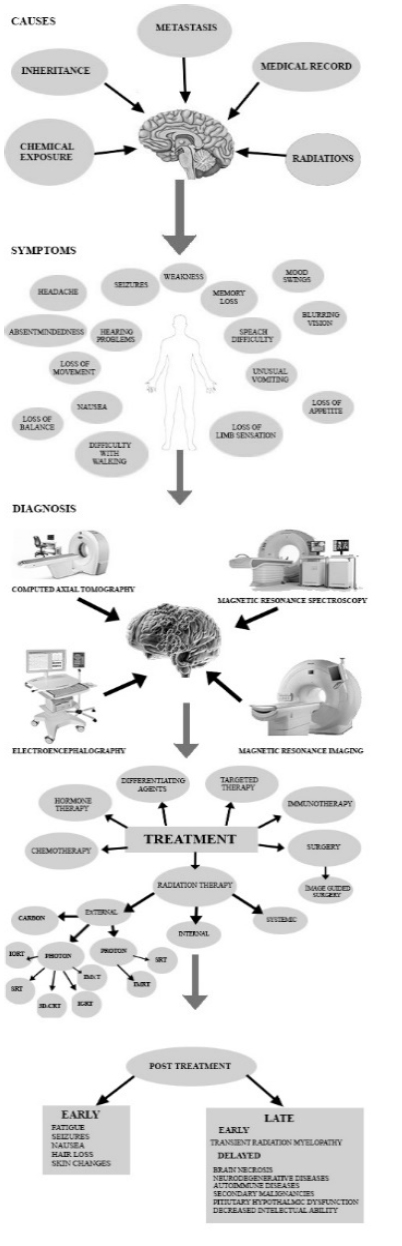 CAUSES
METASTASIS
INHERITANCE
MEDICAL RECORD
CHEMICAL
EXPOSURE
RADIATIONS
SYMPTOMS
MOOD
SWINGS
WEAKNESS
SEIZURES
HEADACHE
MEMORY
LOSS
BLURRING
VISION
ABSENTMINDEDNESS
HEARING
PROBLEMS
SPEACH
DIFFICULTY
LOSS OF
MOVEMENT
UNUSUAL
VOMITING
NAUSEA
LOSS OF
APPETITE
LOSS OF
BALANCE
LOSS OF
LIMB SENSATION
DIFFICULTY
WITH
WALKING
DIAGNOSIS
COMPUTED AXIAL TOMOGRAPHY
MAGNETIC RESONANCE SPECTROSCOPY
ELECTROENCEPHALOGRAPHY
MAGNETIC RESONANCE IMAGING
DIFFERENTIATING
AGENTS
TARGETED
THERAPY
HORMONE
THERAPY
IMMUNOTHERAPY
TREATMENT
CHEMOTHERAPY
SURGERY
RADIATION THERAPY
IMAGE GUIDED
SURGERY
CARBON
EXTERNAL
SYSTEMIC
INTERNAL
IORT
PHOTON
PROTON
SRT
IMRT
IMRT
SRT
3D-CRT
IGRT
POST TREATMENT
EARLY
FATIGUE
SEIZURES
NAUSEA
HAIR LOSS
SKIN CHANGES
LATE
EARLY
TRANSIENT RADIATION MYELOPATHY
DELAYED
BRAIN NECROSIS
NEURODEGENERATIVE DISEASES
AUTOIMMUNE DISEASES
SECONDARY MALIGNANCIES
PITIUTARY HYPOTHALMIC DYSFUNCTION
DECREASED INTELECTUAL ABILITY